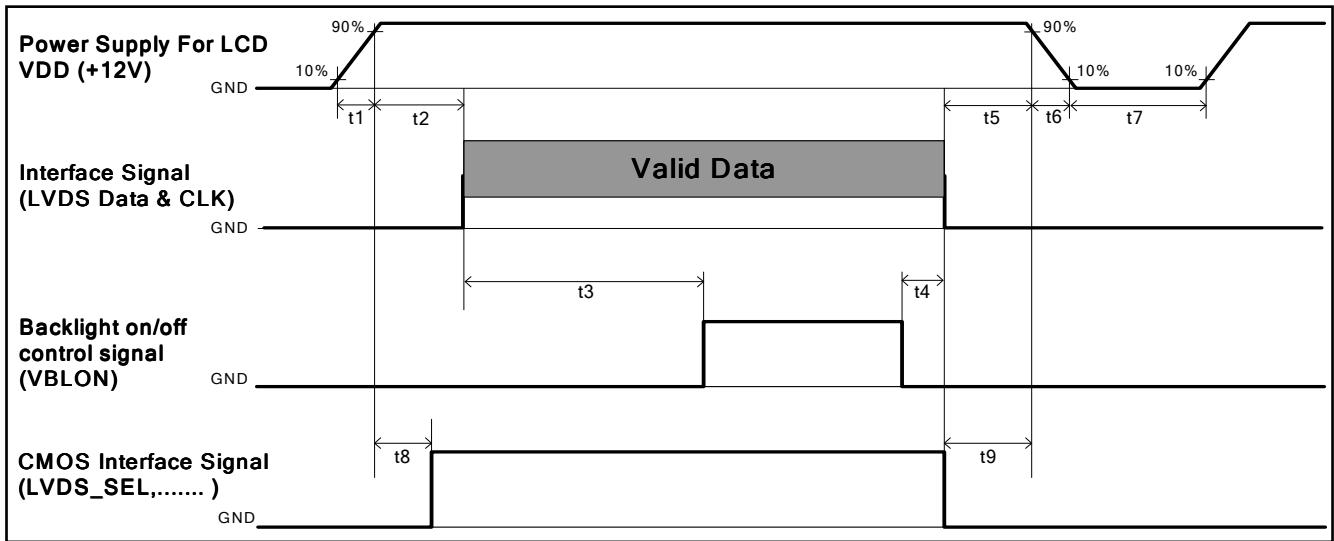 Power Supply For LCD
VDD (+12V)
90%
10%
GND
t1
t2
t5
90%
t6
10%
t7
10%
Interface Signal
(LVDS Data & CLK)
GND
Valid Data
t3
t4
Backlight on/off
control signal
(VBLON)
GND
t8
t9
CMOS Interface Signal
(LVDS_SEL,....... )
GND